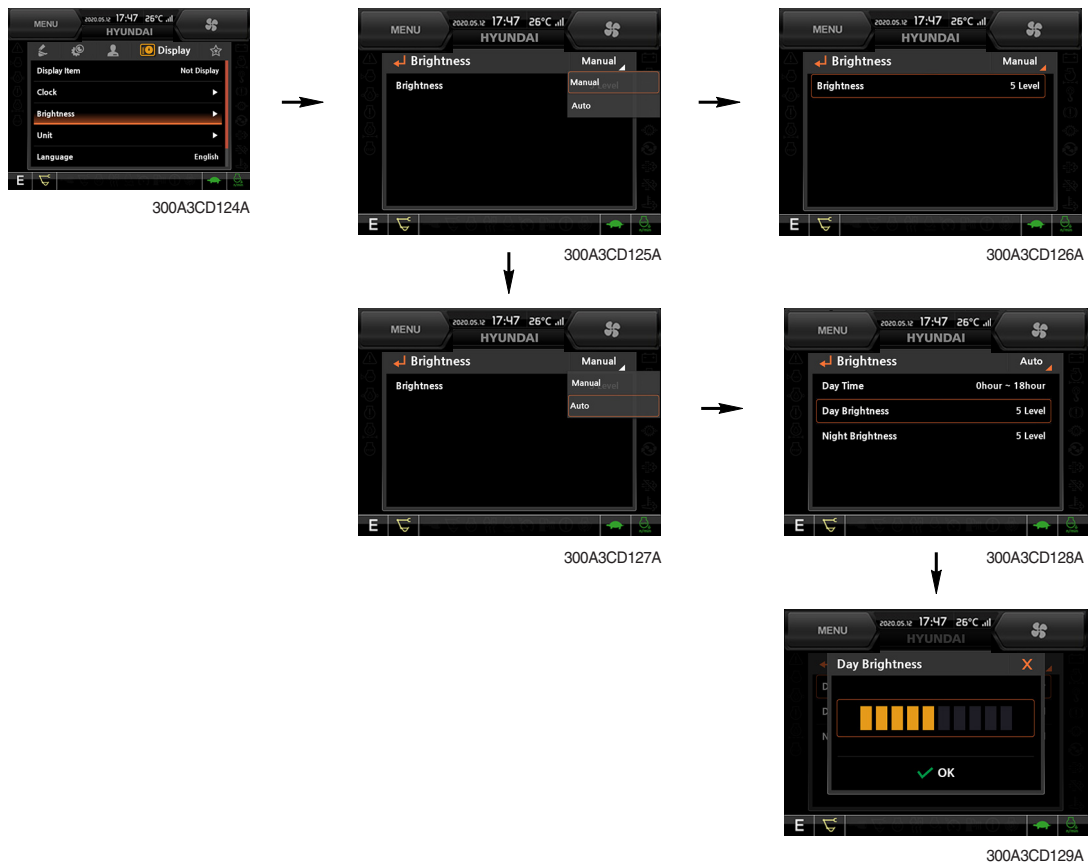 MENU
2020.05.12 17:47 26°C
HYUNDAI
Display
Display Item Not Display
Clock
Brightness
Unit
Language English
E
300A3CD124A
MENU
2020.05.12 17:47 26°C
HYUNDAI
Brightness Manual
Brightness
Manual
Auto
E
300A3CD125A
MENU
2020.05.12 17:47 26°C
HYUNDAI
Brightness Manual
Brightness 5 Level
E
300A3CD126A
MENU
2020.05.12 17:47 26°C
HYUNDAI
Brightness Manual
Brightness
Manual
Auto
E
300A3CD127A
MENU
2020.05.12 17:47 26°C
HYUNDAI
Brightness Auto
Day Time 0hour ~ 18hour
Day Brightness 5 Level
Night Brightness 5 Level
E
300A3CD128A
MENU
2020.05.12 17:47 26°C
HYUNDAI
Day Brightness X
OK
E
300A3CD129A